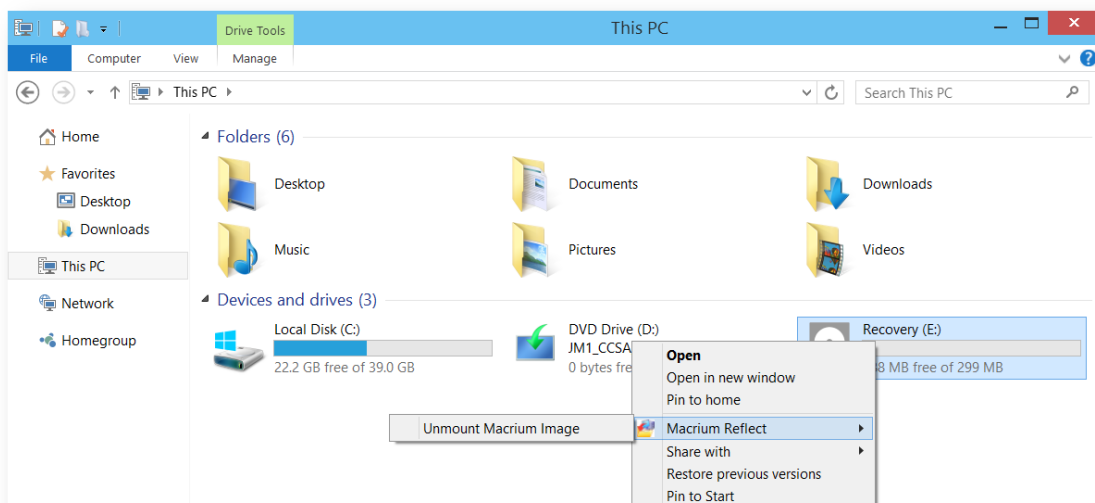 Drive Tools
This PC
File
Computer
View
Manage
This PC
Search This PC
Home
Favorites
Desktop
Downloads
This PC
Network
Homegroup
Folders (6)
Desktop
Documents
Downloads
Music
Pictures
Videos
Devices and drives (3)
Local Disk (C:)
22.2 GB free of 39.0 GB
DVD Drive (D:)
JM1_CCSA
0 bytes fre
Recovery (E:)
MB free of 299 MB
Open
Open in new window
Pin to home
Macrium Reflect
Unmount Macrium Image
Share with
Restore previous versions
Pin to Start